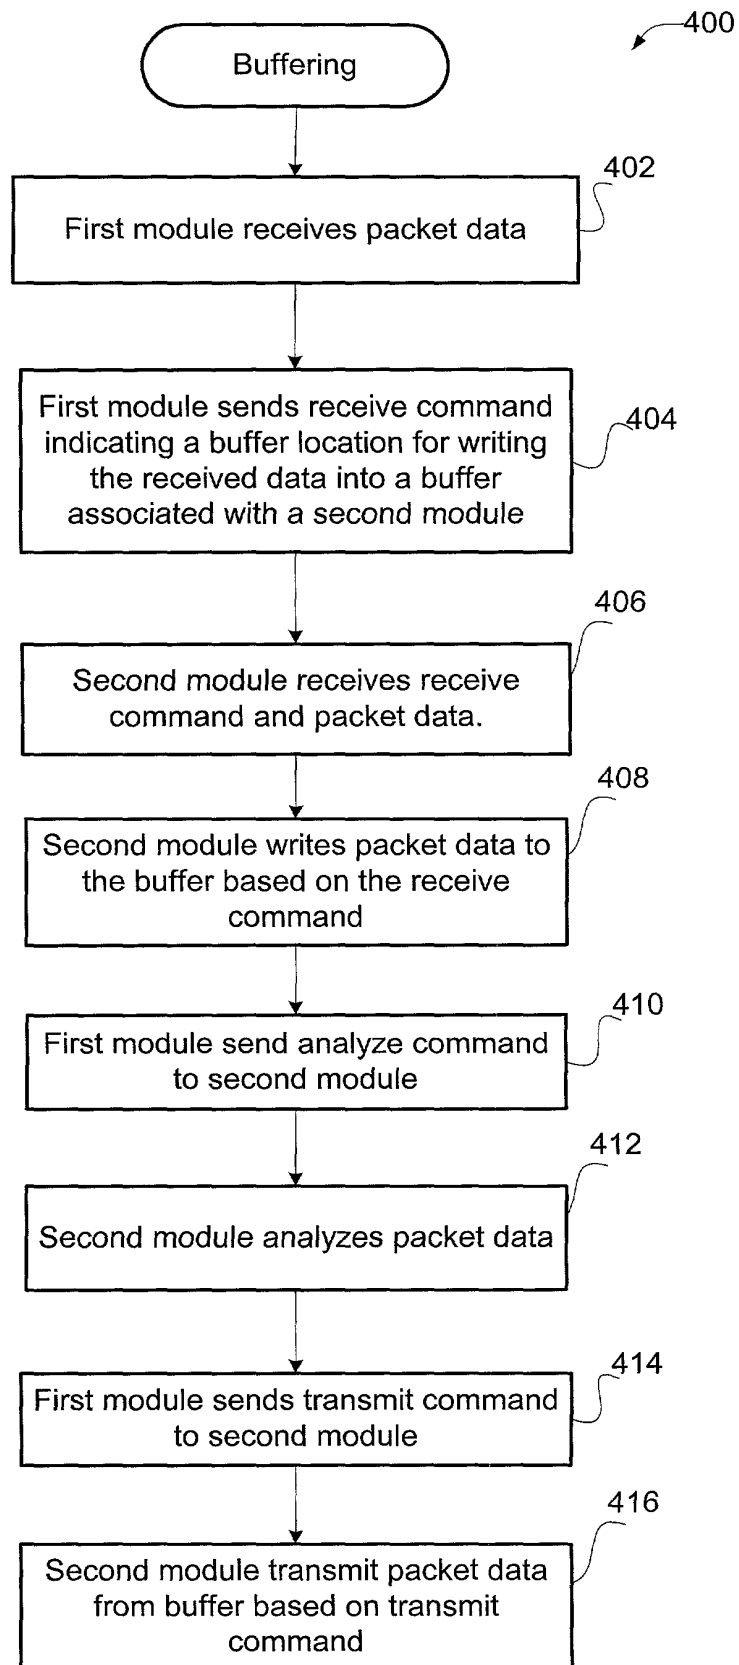 400
Buffering
402
First module receives packet data
First module sends receive command
indicating a buffer location for writing
the received data into a buffer
associated with a second module
404
406
Second module receives receive
command and packet data.
408
Second module writes packet data to
the buffer based on the receive
command
410
First module send analyze command
to second module
412
Second module analyzes packet data
414
First module sends transmit command
to second module
416
Second module transmit packet data
from buffer based on transmit
command